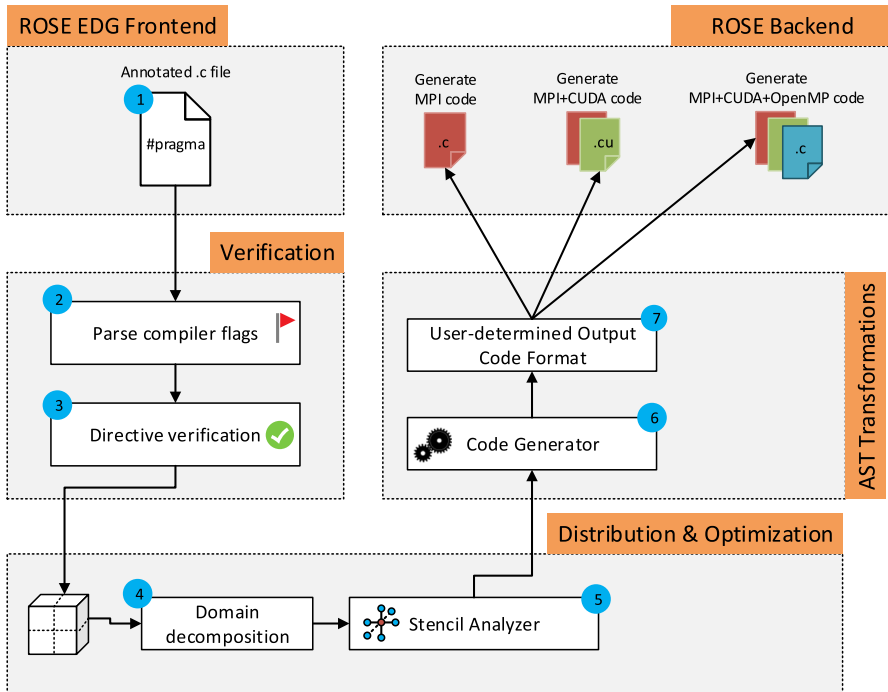 ROSE EDG Frontend
Annotated .c file
1
#pragma
Verification
2
Parse compiler flags
3
Directive verification
ROSE Backend
Generate
MPI code
.c
Generate
MPI+CUDA code
.cu
Generate
MPI+CUDA+OpenMP code
.c
AST Transformations
7
User-determined Output
Code Format
6
Code Generator
Distribution & Optimization
4
Domain
decomposition
5
Stencil Analyzer